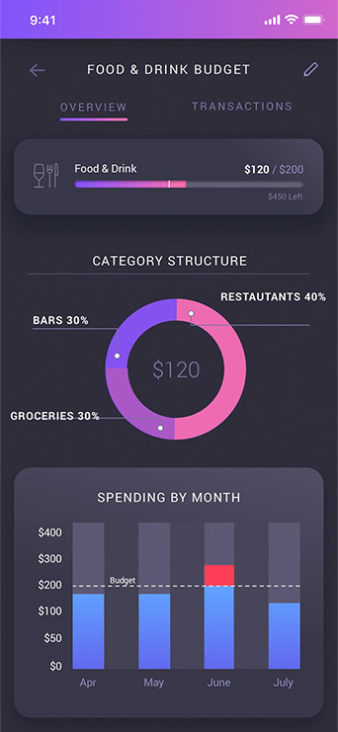 9:41
FOOD & DRINK BUDGET
OVERVIEW TRANSACTIONS
Food & Drink $120 / $200
$450 Left
CATEGORY STRUCTURE
RESTAUTANTS 40%
BARS 30%
$120
GROCERIES 30%
SPENDING BY MONTH
$400
$300
$200 Budget
$100
$50
$0
Apr May June July